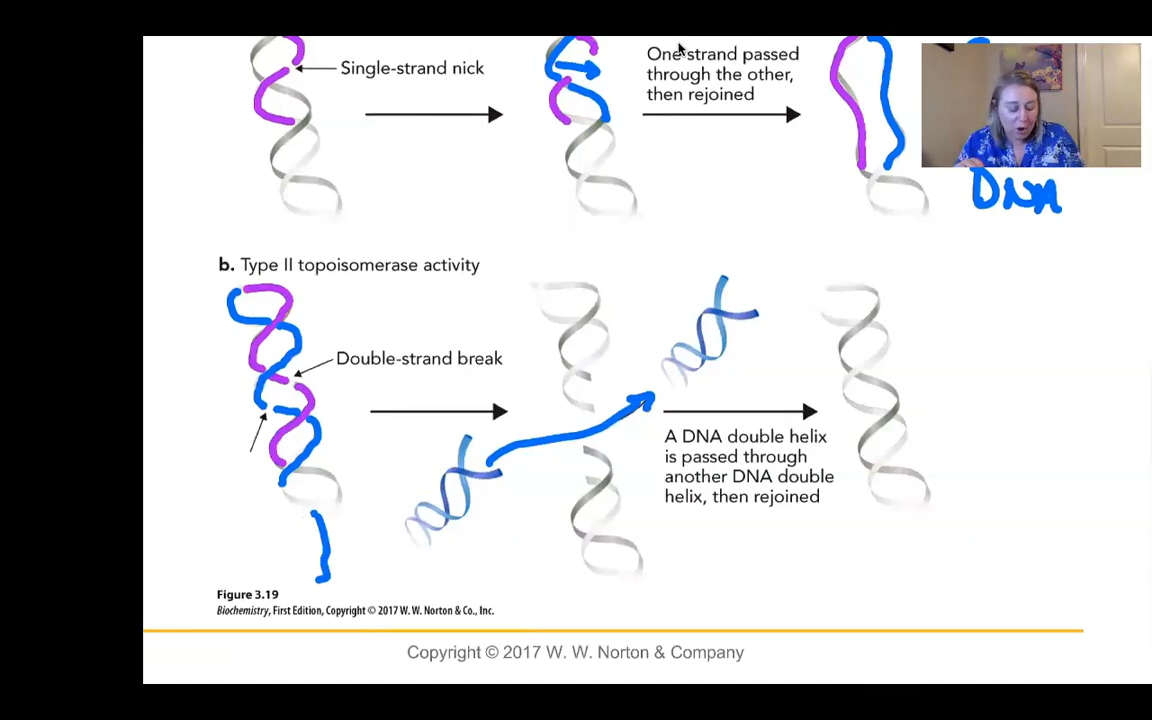 Single-strand nick
One strand passed
through the other,
then rejoined
DNA
b. Type II topoisomerase activity
Double-strand break
A DNA double helix
is passed through
another DNA double
helix, then rejoined
Figure 3.19
Biochemistry, First Edition, Copyright © 2017 W. W. Norton & Co., Inc.
Copyright © 2017 W. W. Norton & Company